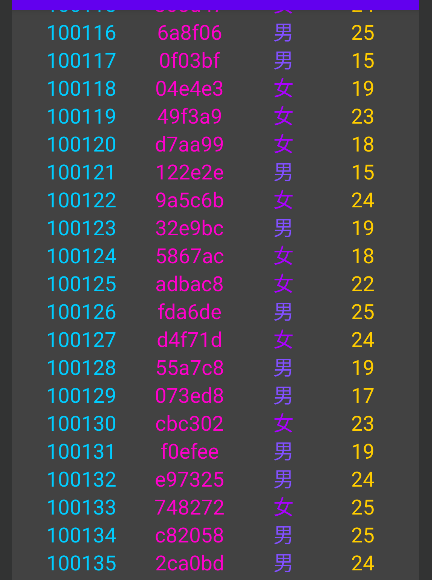 100116 6a8f06 男 25
100117 0f03bf 男 15
100118 04e4e3 女 19
100119 49f3a9 女 23
100120 d7aa99 女 18
100121 122e2e 男 15
100122 9a5c6b 女 24
100123 32e9bc 男 19
100124 5867ac 女 18
100125 adbac8 女 22
100126 fda6de 男 25
100127 d4f71d 女 24
100128 55a7c8 男 19
100129 073ed8 男 17
100130 cbc302 女 23
100131 f0efee 男 19
100132 e97325 男 24
100133 748272 女 25
100134 c82058 男 25
100135 2ca0bd 男 24